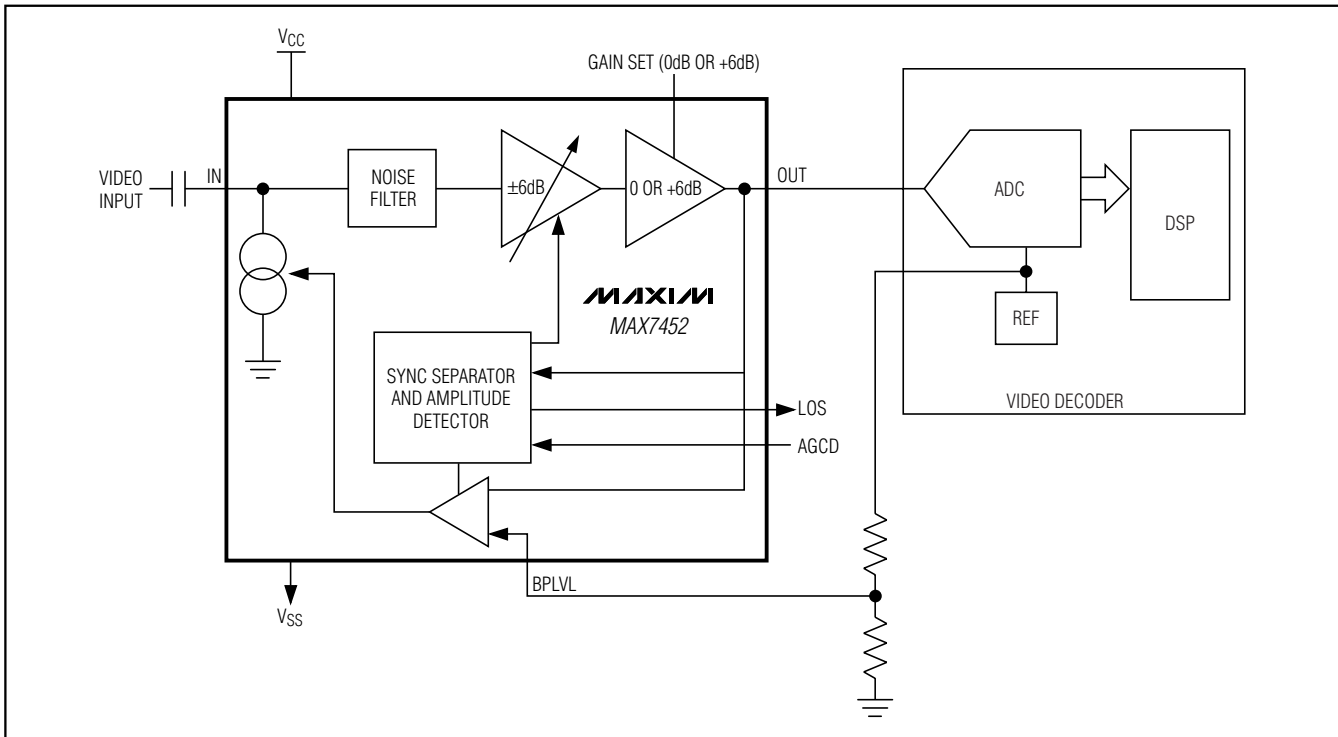 VCC
GAIN SET (0dB OR +6dB)
VIDEO
INPUT
IN
NOISE
FILTER
±6dB
0 OR +6dB
OUT
ADC
DSP
REF
VIDEO DECODER
MAXIM
MAX7452
SYNC SEPARATOR
AND AMPLITUDE
DETECTOR
LOS
AGCD
BPLVL
VSS